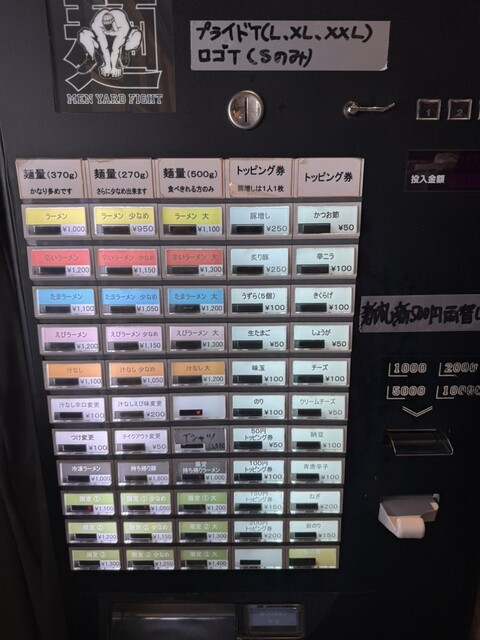 MEN YARD FIGHT
プライドT(L、XL、XXL)
ロゴT(Sのみ)
1 2
投入金額
麺量(370g) 麺量(270g) 麺量(500g) トッピング券 トッピング券
かなり多めです さらに少なめ出来ます 食べきれる方のみ 豚増しは1人1枚
ラーメン ¥1,000 ラーメン 少なめ ¥950 ラーメン 大 ¥1,100 豚増し ¥250 かつお節 ¥50
辛いラーメン ¥1,200 辛いラーメン 少なめ ¥1,150 辛いラーメン 大 ¥1,300 炙り豚 ¥250 辛ニラ ¥100
たまラーメン ¥1,100 たまラーメン 少なめ ¥1,050 たまラーメン 大 ¥1,200 うずら(5個) ¥100 きくらげ ¥100
えびラーメン ¥1,200 えびラーメン 少なめ ¥1,150 えびラーメン 大 ¥1,300 生たまご ¥50 しょうが ¥50
汁なし ¥1,100 汁なし 少なめ ¥1,050 汁なし 大 ¥1,200 味玉 ¥100 チーズ ¥100
汁なし辛口変更 ¥100 汁なしえび味変更 ¥200 のり ¥100 クリームチーズ ¥50
つけ変更 ¥100 テイクアウト変更 ¥50 Tシャツ 50円トッピング券 ¥50 納豆 ¥100
冷凍ラーメン ¥1,000 持ち帰り豚 持ち帰りラーメン 100円トッピング券 ¥100 青唐辛子 ¥100
限定① ¥1,100 限定① 少なめ 限定① 大 ¥1,200 150円トッピング券 ¥150 ねぎ ¥200
限定② ¥1,200 限定② 少なめ ¥1,150 限定② 大 ¥1,300 200円トッピング券 ¥200 ¥150
限定③ 少なめ 限定③ 大 ¥1,400
1000 2000
5000 10000